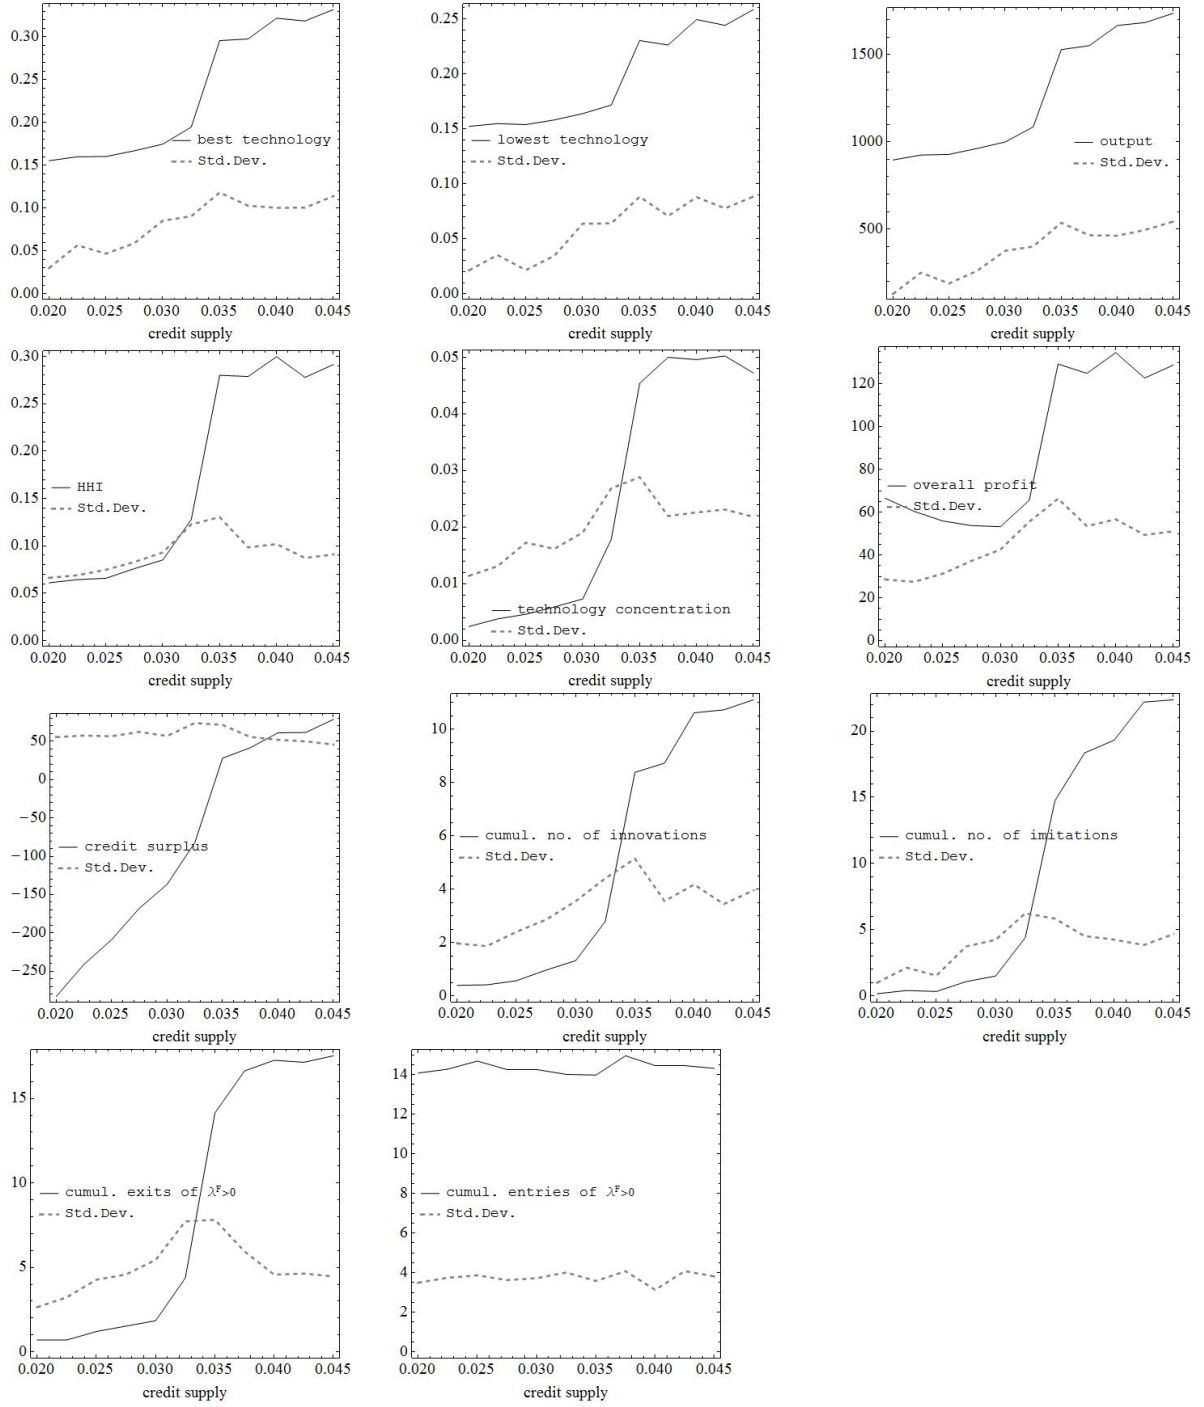 0.30
0.25
0.20
0.15
0.10
0.05
0.00
best technology
Std.Dev.
0.020 0.025 0.030 0.035 0.040 0.045
credit supply
0.25
0.20
0.15
0.10
0.05
0.00
lowest technology
Std.Dev.
0.020 0.025 0.030 0.035 0.040 0.045
credit supply
1500
1000
500
output
Std.Dev.
0.020 0.025 0.030 0.035 0.040 0.045
credit supply
0.30
0.25
0.20
0.15
0.10
0.05
0.00
HHI
Std.Dev.
0.020 0.025 0.030 0.035 0.040 0.045
credit supply
0.05
0.04
0.03
0.02
0.01
0.00
technology concentration
Std.Dev.
0.020 0.025 0.030 0.035 0.040 0.045
credit supply
120
100
80
60
40
20
0
overall profit
Std.Dev.
0.020 0.025 0.030 0.035 0.040 0.045
credit supply
50
0
−50
−100
−150
−200
−250
credit surplus
Std.Dev.
0.020 0.025 0.030 0.035 0.040 0.045
credit supply
10
8
6
4
2
0
cumul. no. of innovations
Std.Dev.
0.020 0.025 0.030 0.035 0.040 0.045
credit supply
20
15
10
5
0
cumul. no. of imitations
Std.Dev.
0.020 0.025 0.030 0.035 0.040 0.045
credit supply
15
10
5
0
cumul. exits of λᶠ>0
Std.Dev.
0.020 0.025 0.030 0.035 0.040 0.045
credit supply
14
12
10
8
6
4
2
0
cumul. entries of λᶠ>0
Std.Dev.
0.020 0.025 0.030 0.035 0.040 0.045
credit supply